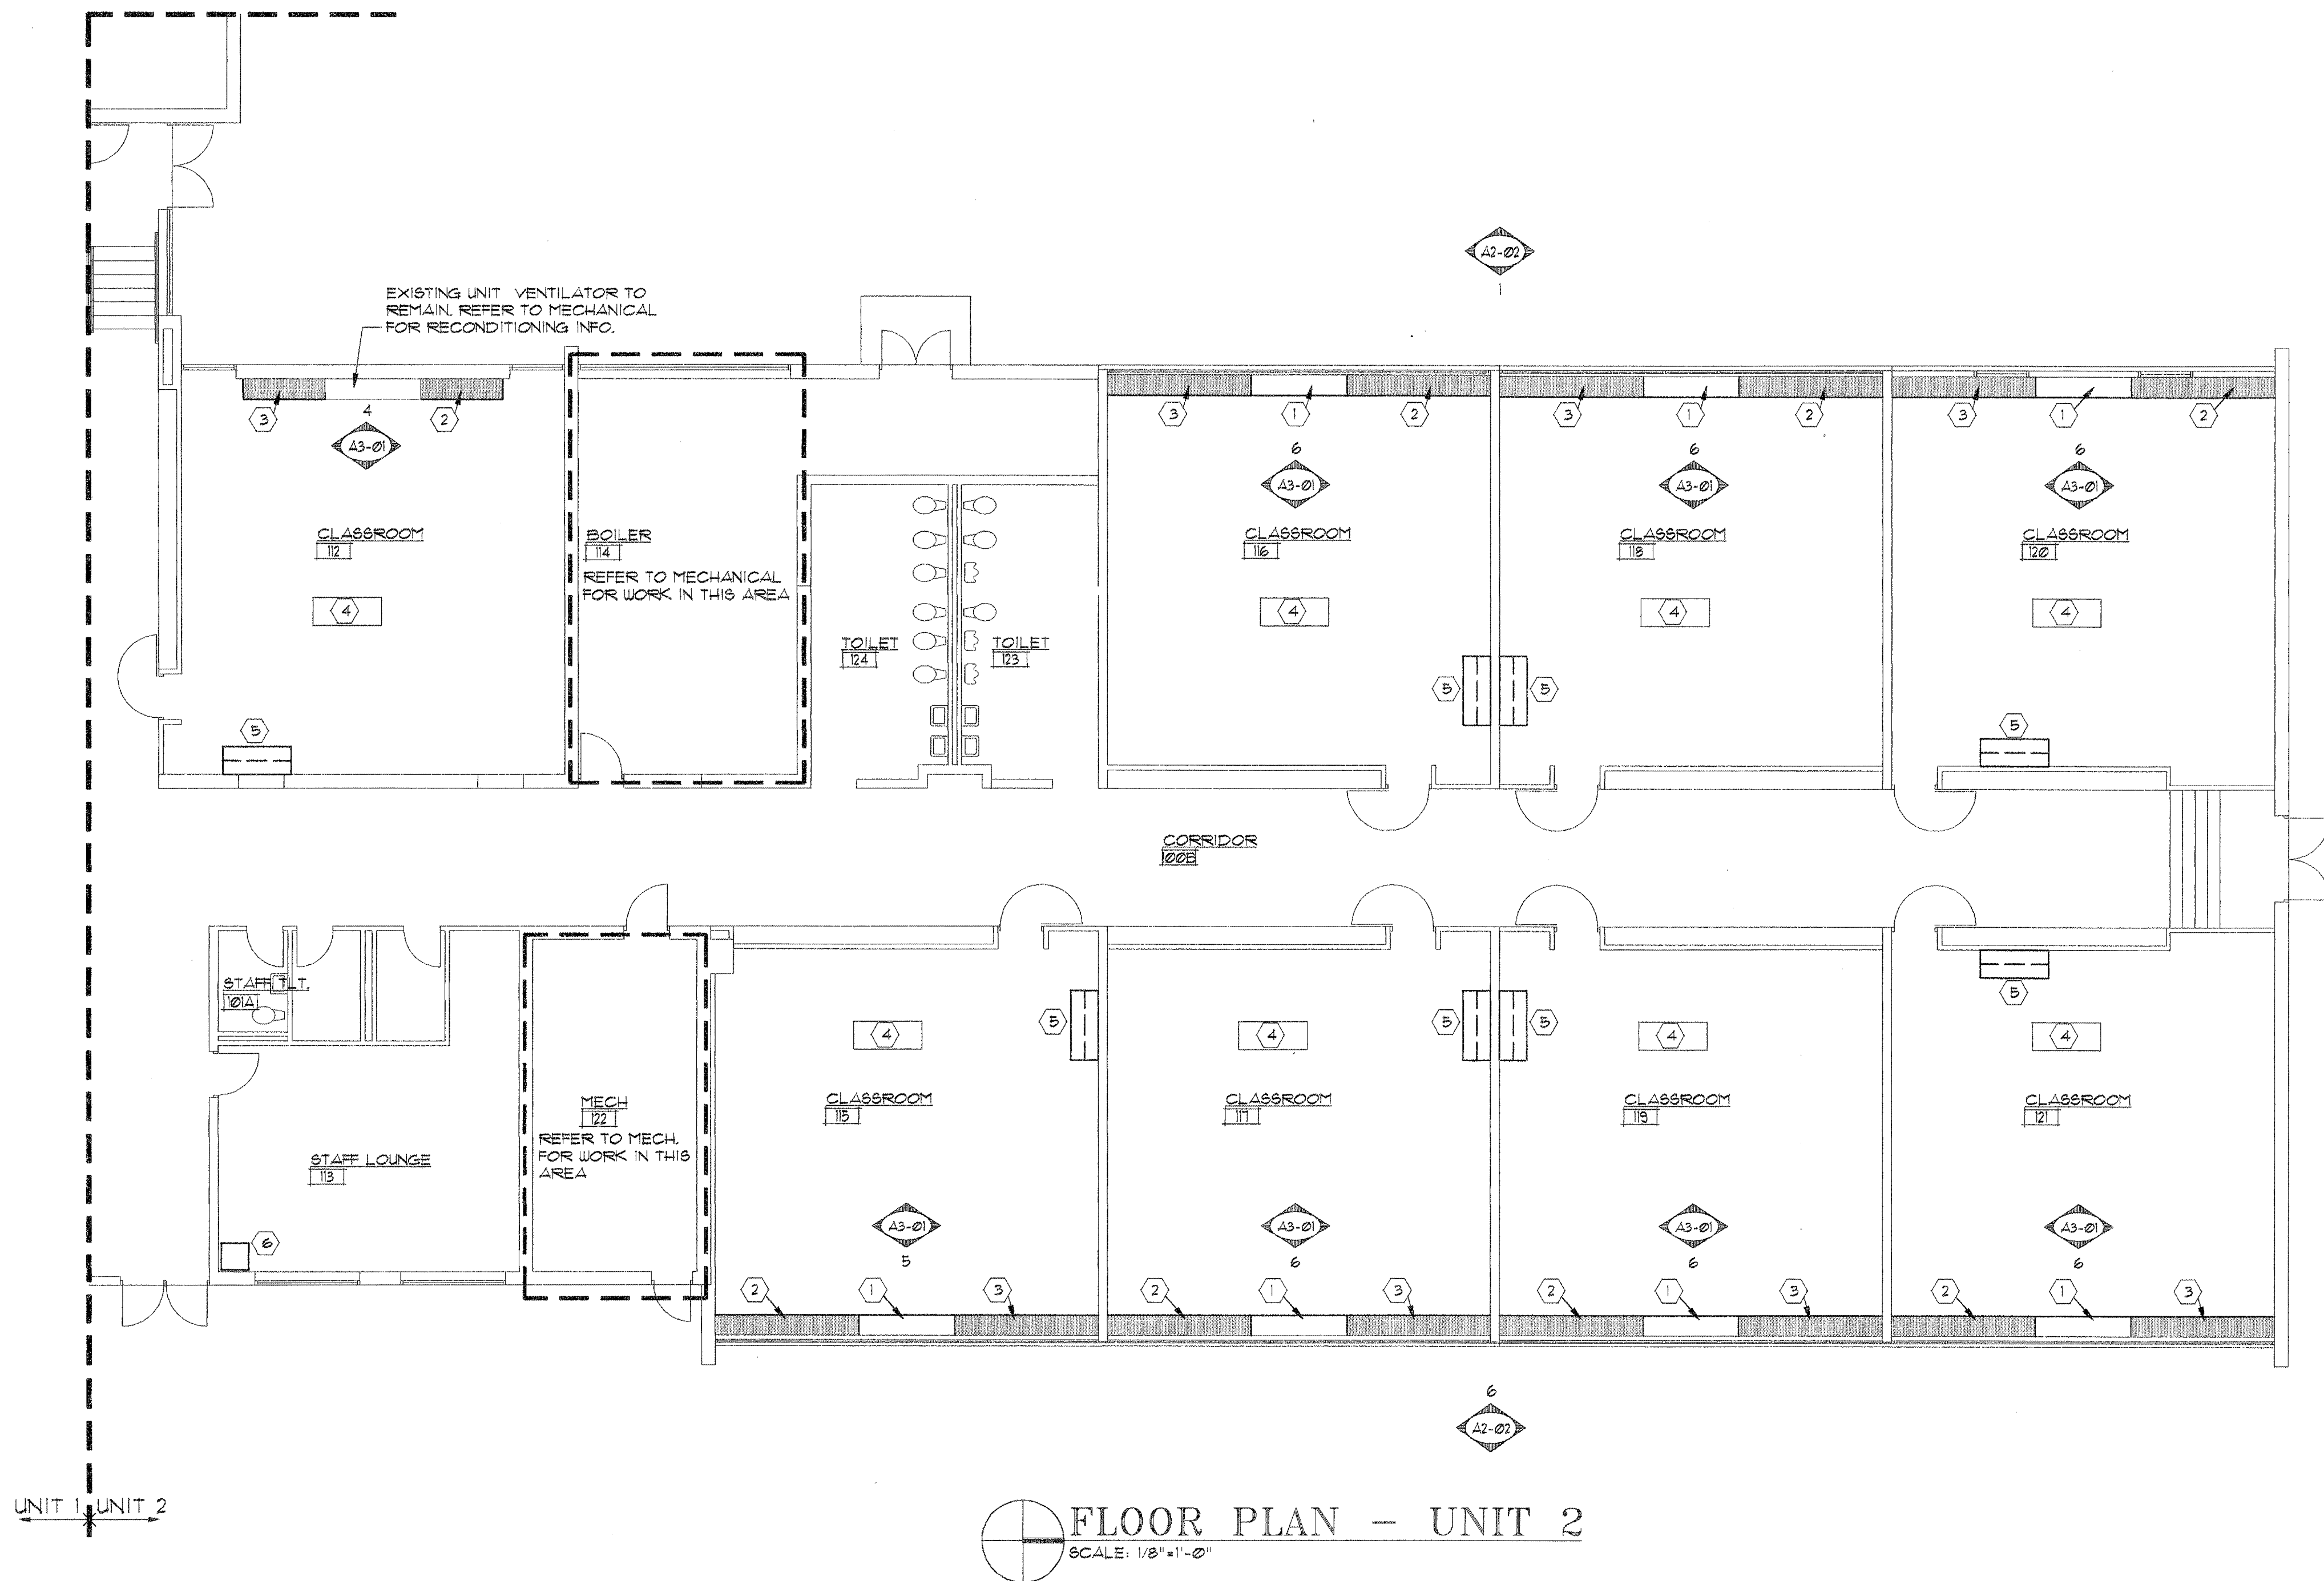 A2-02
1
EXISTING UNIT VENTILATOR TO
REMAIN. REFER TO MECHANICAL
FOR RECONDITIONING INFO.
3
4
2
A3-01
3
1
2
3
1
2
3
1
2
6
A3-01
6
A3-01
6
A3-01
CLASSROOM
112
BOILER
114
REFER TO MECHANICAL
FOR WORK IN THIS AREA
CLASSROOM
116
CLASSROOM
118
CLASSROOM
120
4
4
4
4
TOILET
124
TOILET
123
5
5
5
5
CORRIDOR
100B
STAFF TLT.
101A
5
5
5
5
4
4
4
4
MECH
122
REFER TO MECH.
FOR WORK IN THIS
AREA
CLASSROOM
115
CLASSROOM
117
CLASSROOM
119
CLASSROOM
121
STAFF LOUNGE
113
6
A3-01
5
A3-01
6
A3-01
6
A3-01
6
2
1
3
2
1
3
2
1
3
2
1
3
6
A2-02
UNIT 1 UNIT 2
FLOOR PLAN - UNIT 2
SCALE: 1/8"=1'-0"